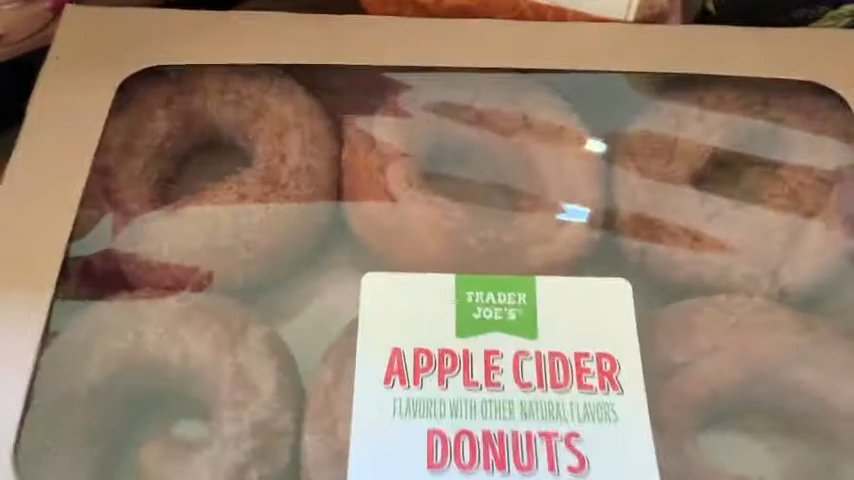 TRADER
JOE'S
APPLE CIDER
FLAVORED WITH OTHER NATURAL FLAVORS
DONUTS